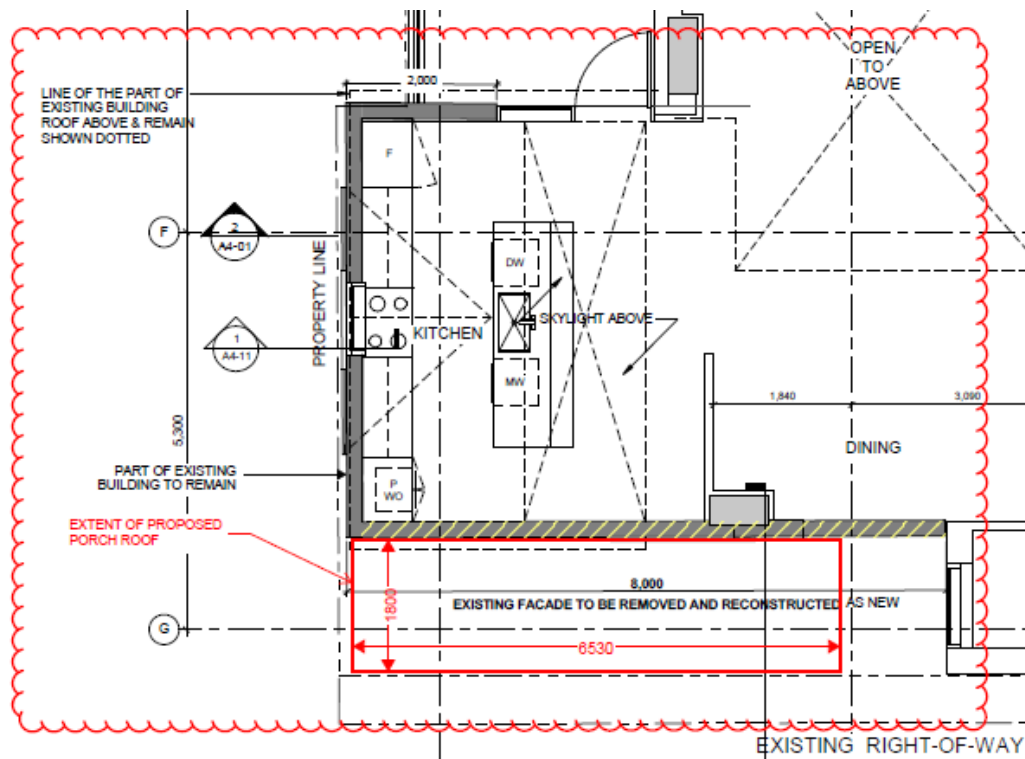 OPEN
TO
ABOVE
2,000
LINE OF THE PART OF
EXISTING BUILDING
ROOF ABOVE & REMAIN
SHOWN DOTTED
F
2
A4-01
F
PROPERTY LINE
DW
SKYLIGHT ABOVE
KITCHEN
1
A4-11
MW
1,840
3,090
5,300
DINING
PART OF EXISTING
BUILDING TO REMAIN
P
WO
EXTENT OF PROPOSED
PORCH ROOF
8,000
1800
EXISTING FACADE TO BE REMOVED AND RECONSTRUCTED AS NEW
G
6530
EXISTING RIGHT-OF-WAY